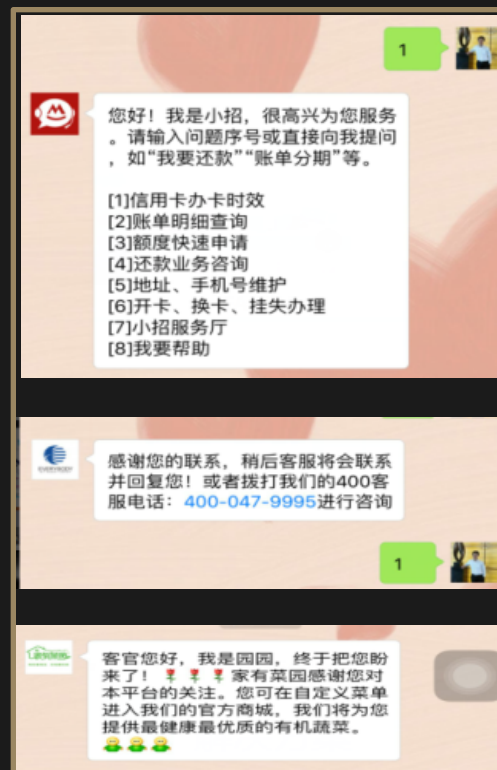 1
您好！我是小招，很高兴为您服务
。请输入问题序号或直接向我提问
，如“我要还款”“账单分期”等。
[1]信用卡办卡时效
[2]账单明细查询
[3]额度快速申请
[4]还款业务咨询
[5]地址、手机号维护
[6]开卡、换卡、挂失办理
[7]小招服务厅
[8]我要帮助
感谢您的联系，稍后客服将会联系
并回复您！或者拨打我们的400客
服电话：400-047-9995进行咨询
1
客官您好，我是园园，终于把您盼
来了！🌹🌹🌹家有菜园感谢您对
本平台的关注。您可在自定义菜单
进入我们的官方商城，我们将为您
提供最健康最优质的有机蔬菜。